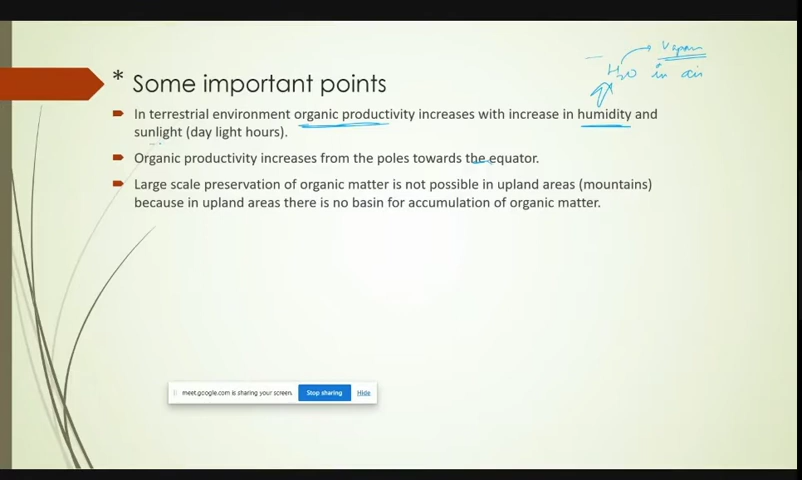 Vapour
H2O in air
* Some important points
In terrestrial environment organic productivity increases with increase in humidity and
sunlight (day light hours).
Organic productivity increases from the poles towards the equator.
Large scale preservation of organic matter is not possible in upland areas (mountains)
because in upland areas there is no basin for accumulation of organic matter.
meet.google.com is sharing your screen. Stop sharing Hide